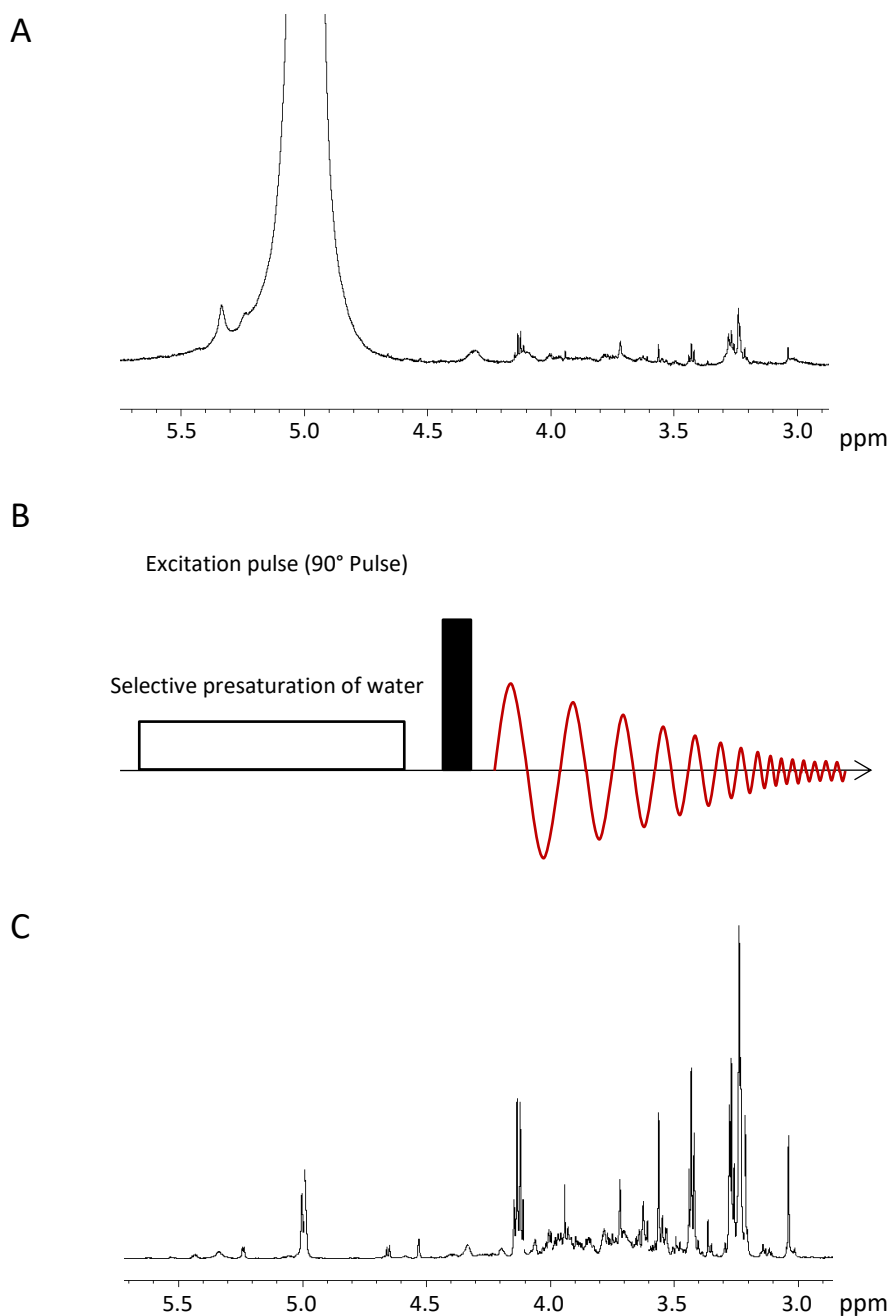 A
5.5 5.0 4.5 4.0 3.5 3.0 ppm
B
Excitation pulse (90° Pulse)
Selective presaturation of water
C
5.5 5.0 4.5 4.0 3.5 3.0 ppm